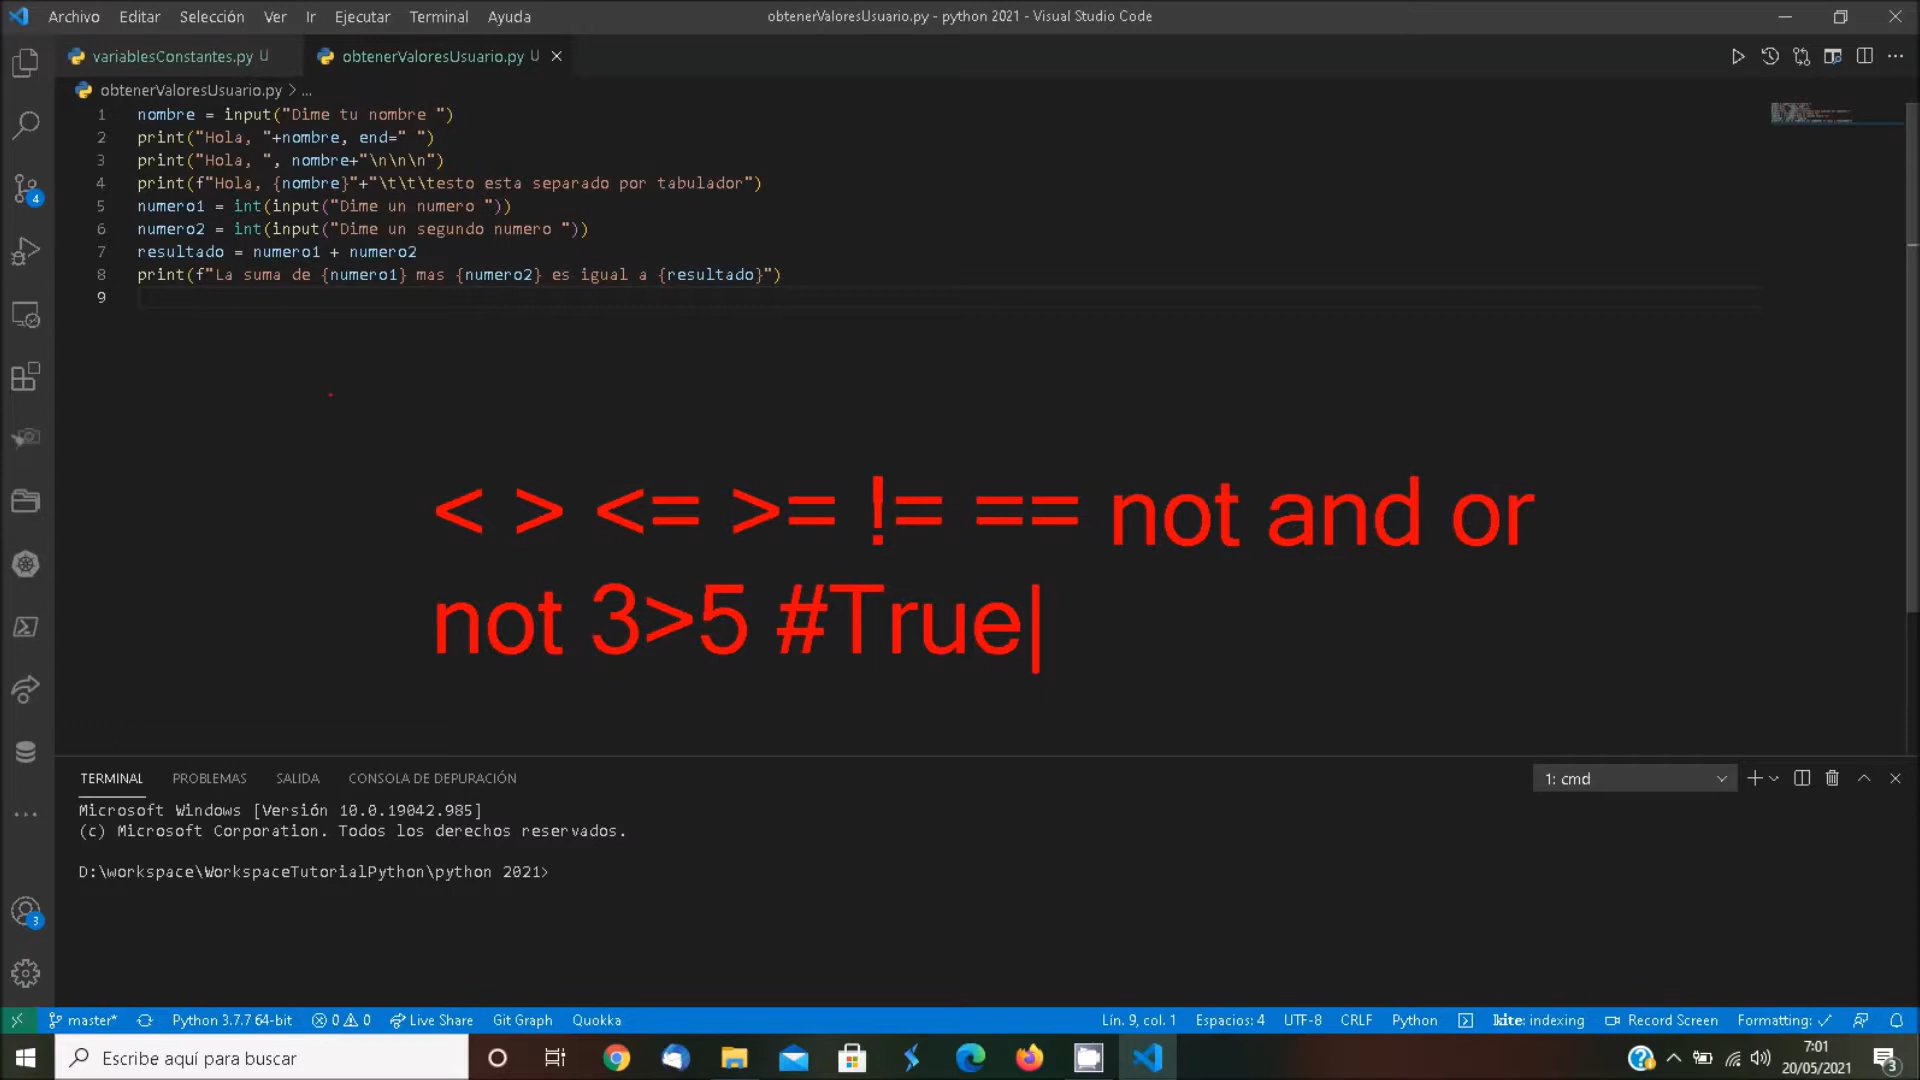 Archivo Editar Selección Ver Ir Ejecutar Terminal Ayuda
obtenerValoresUsuario.py - python 2021 - Visual Studio Code
variablesConstantes.py U
obtenerValoresUsuario.py U
obtenerValoresUsuario.py > ...
1 nombre = input("Dime tu nombre ")
2 print("Hola, "+nombre, end=" ")
3 print("Hola, ", nombre+"\n\n\n")
4 print(f"Hola, {nombre}"+"\t\t\testo esta separado por tabulador")
5 numero1 = int(input("Dime un numero "))
6 numero2 = int(input("Dime un segundo numero "))
7 resultado = numero1 + numero2
8 print(f"La suma de {numero1} mas {numero2} es igual a {resultado}")
9
4
< > <= >= != == not and or
not 3>5 #True
TERMINAL PROBLEMAS SALIDA CONSOLA DE DEPURACIÓN
1: cmd
Microsoft Windows [Versión 10.0.19042.985]
(c) Microsoft Corporation. Todos los derechos reservados.
D:\workspace\WorkspaceTutorialPython\python 2021>
3
master* Python 3.7.7 64-bit 0 0 Live Share Git Graph Quokka
Lín. 9, col. 1 Espacios: 4 UTF-8 CRLF Python kite: indexing Record Screen Formatting: ✓
Escribe aquí para buscar
7:01
20/05/2021
3